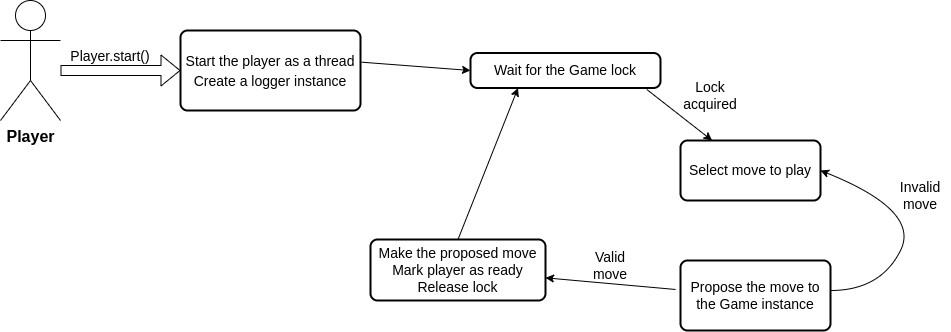 Player.start()
Player
Start the player as a thread
Create a logger instance
Wait for the Game lock
Lock
acquired
Select move to play
Invalid
move
Propose the move to
the Game instance
Valid
move
Make the proposed move
Mark player as ready
Release lock